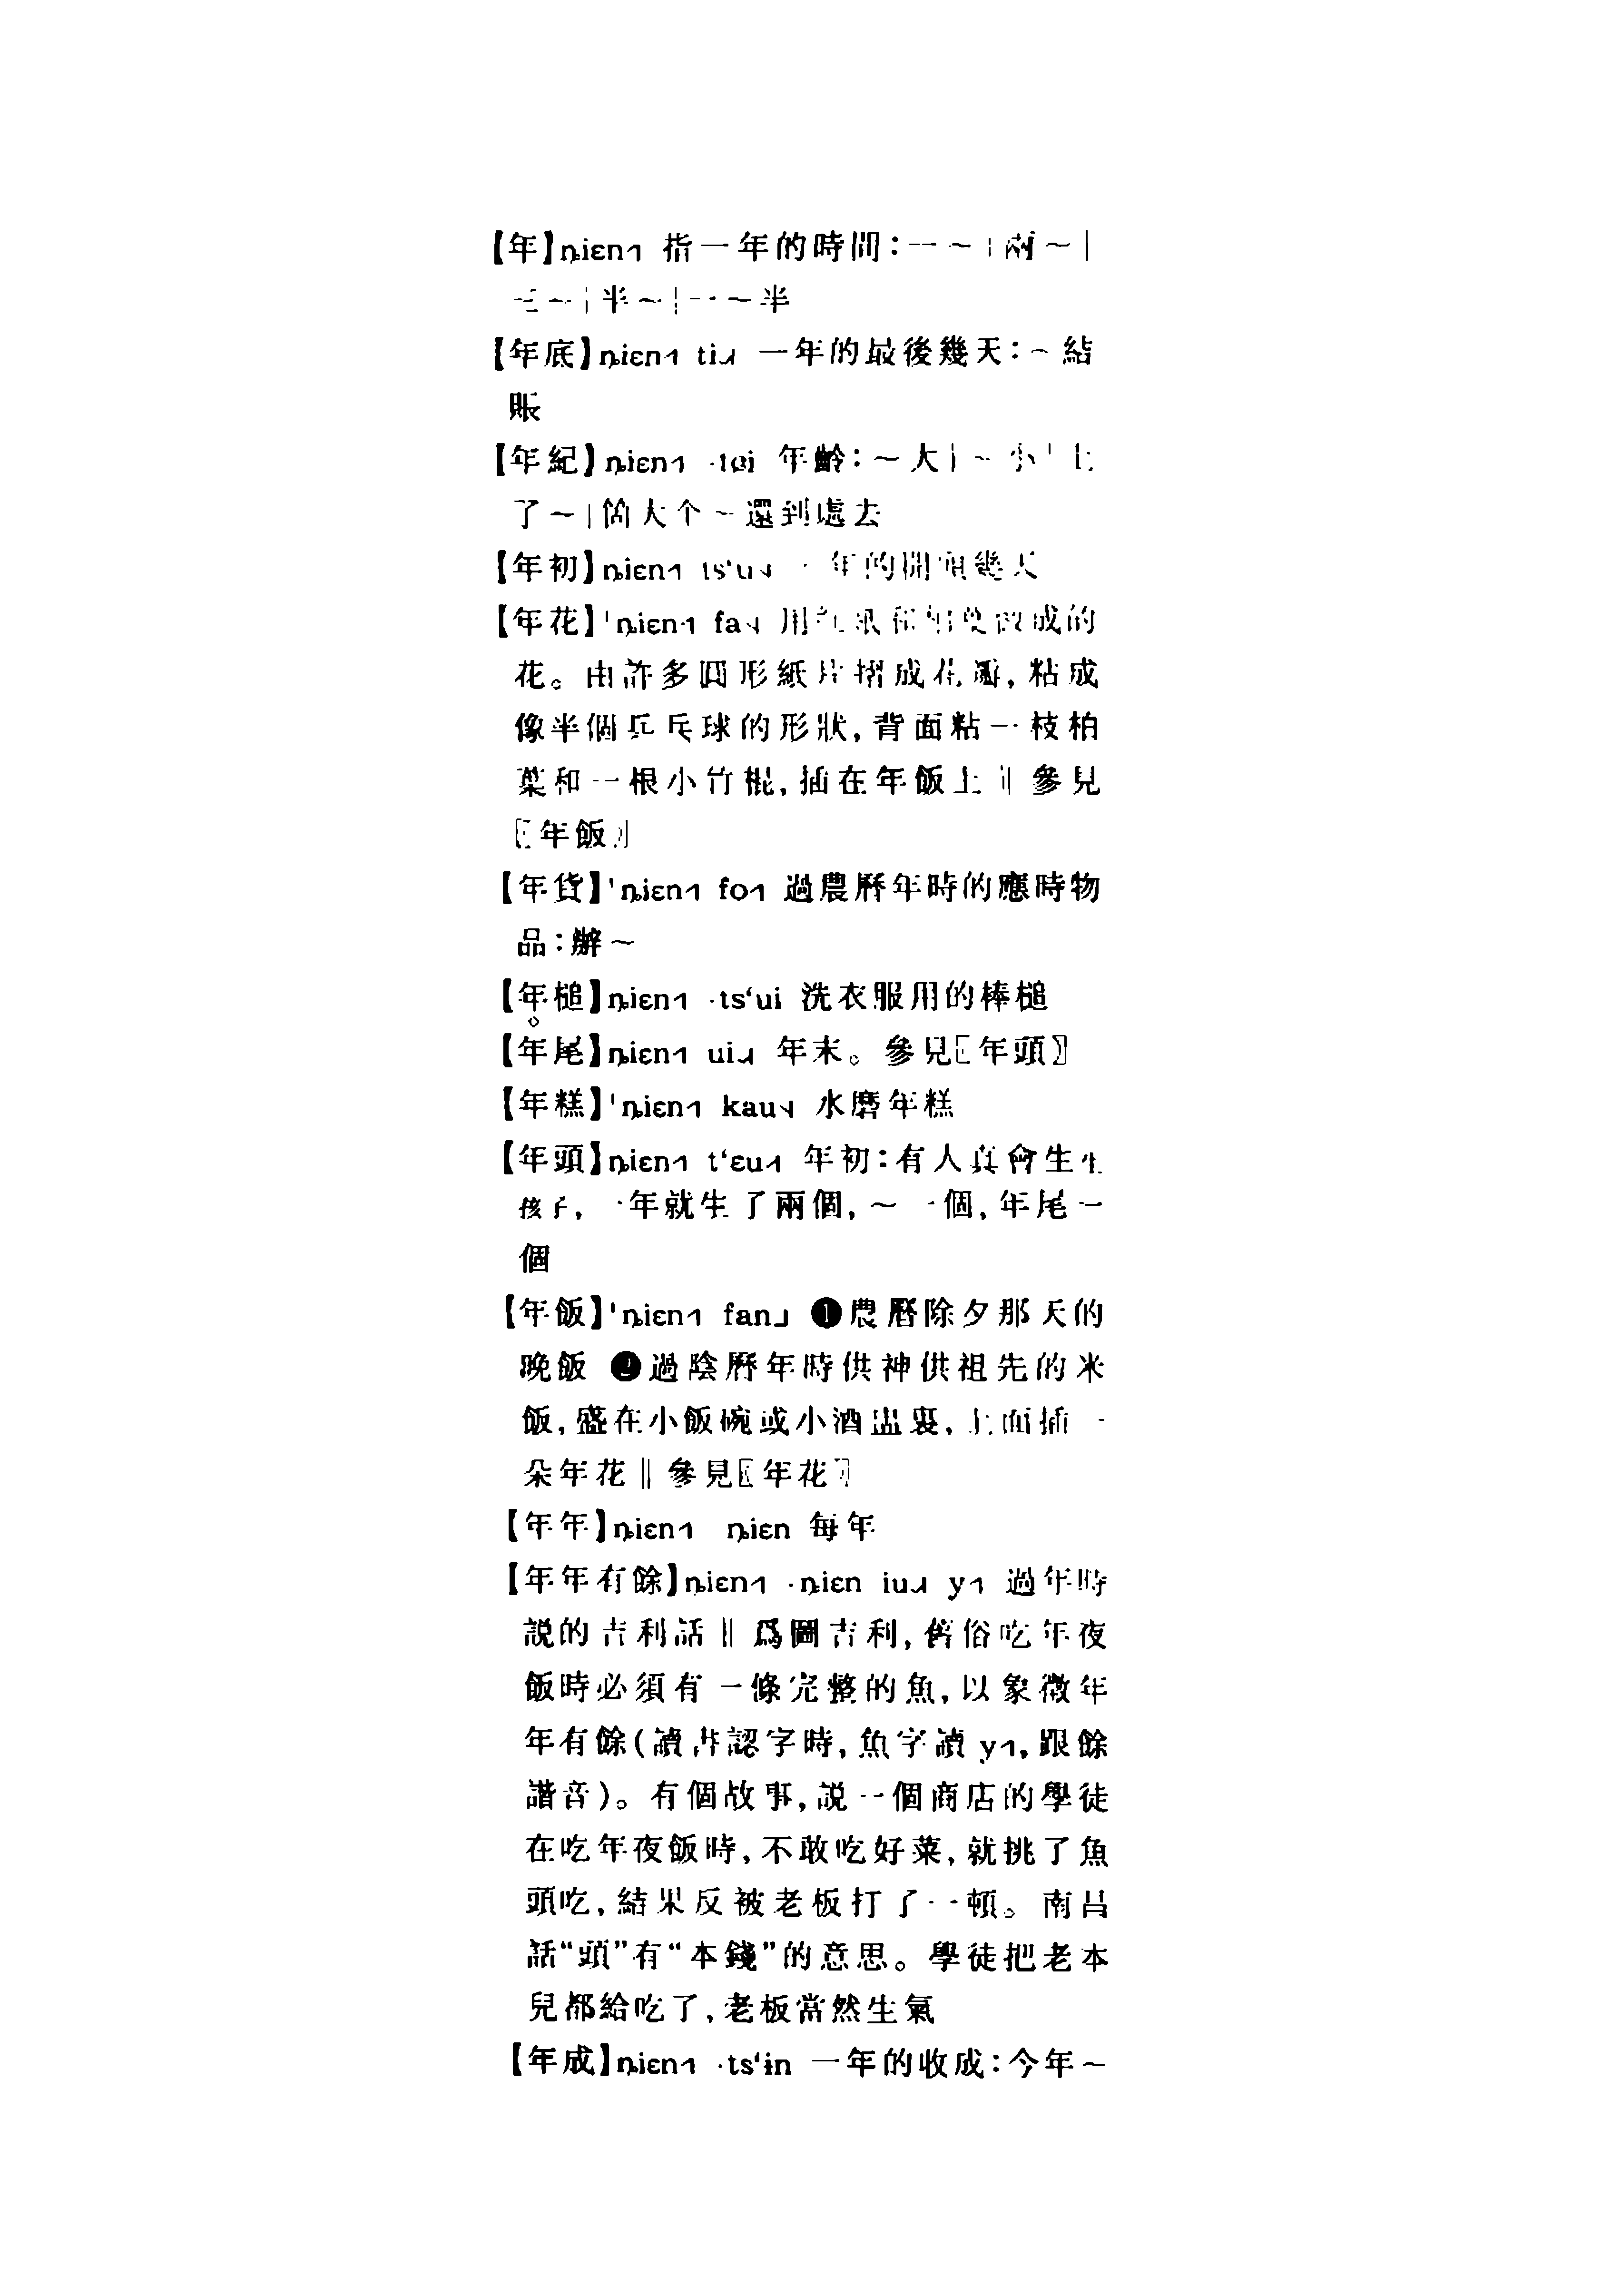 【年】ȵiɛn˧ 指一年的時間：一～|兩～|
三～|半～|一～半
【年底】ȵiɛn˧ ti˩ 一年的最後幾天：～結
賬
【年紀】ȵiɛn˧ ·tɕi 年齡：～大|～小|上
了～|箇大个～還到處去
【年初】ȵiɛn˧ tsʻu˨ 一年的開頭幾天
【年花】ˈȵiɛn˧ fa˨ 用 紙和 成的
花。由許多圓形紙片摺成花瓣，粘成
像半個乒乓球的形狀，背面粘一枝柏
葉和一根小竹棍，插在年飯上‖參見
〖年飯〗
【年貨】ˈȵiɛn˧ fo˧ 過農曆年時的應時物
品：辦～
【年槌】ȵiɛn˧ ·tsʻui 洗衣服用的棒槌
【年尾】ȵiɛn˧ ui˩ 年末。參見〖年頭〗
【年糕】ˈȵiɛn˧ kau˨ 水磨年糕
【年頭】ȵiɛn˧ tʻɛu˧ 年初：有人真會生
孩子，一年就生了兩個，～一個，年尾一
個
【年飯】ˈȵiɛn˧ fan˩ ❶農曆除夕那天的
晚飯 ❷過陰曆年時供神供祖先的米
飯，盛在小飯碗或小酒盅裏，上面插一
朵年花‖參見〖年花〗
【年年】ȵiɛn˧ ȵiɛn 每年
【年年有餘】ȵiɛn˧ ·ȵiɛn iu˩ y˧ 過年時
説的吉利話‖爲圖吉利，舊俗吃年夜
飯時必須有一條完整的魚，以象徵年
年有餘(讀書認字時，魚字讀 y˧，跟餘
諧音)。有個故事，説一個商店的學徒
在吃年夜飯時，不敢吃好菜，就挑了魚
頭吃，結果反被老板打了一頓。南昌
話“頭”有“本錢”的意思。學徒把老本
兒都給吃了，老板當然生氣
【年成】ȵiɛn˧ ·tsʻin 一年的收成：今年～